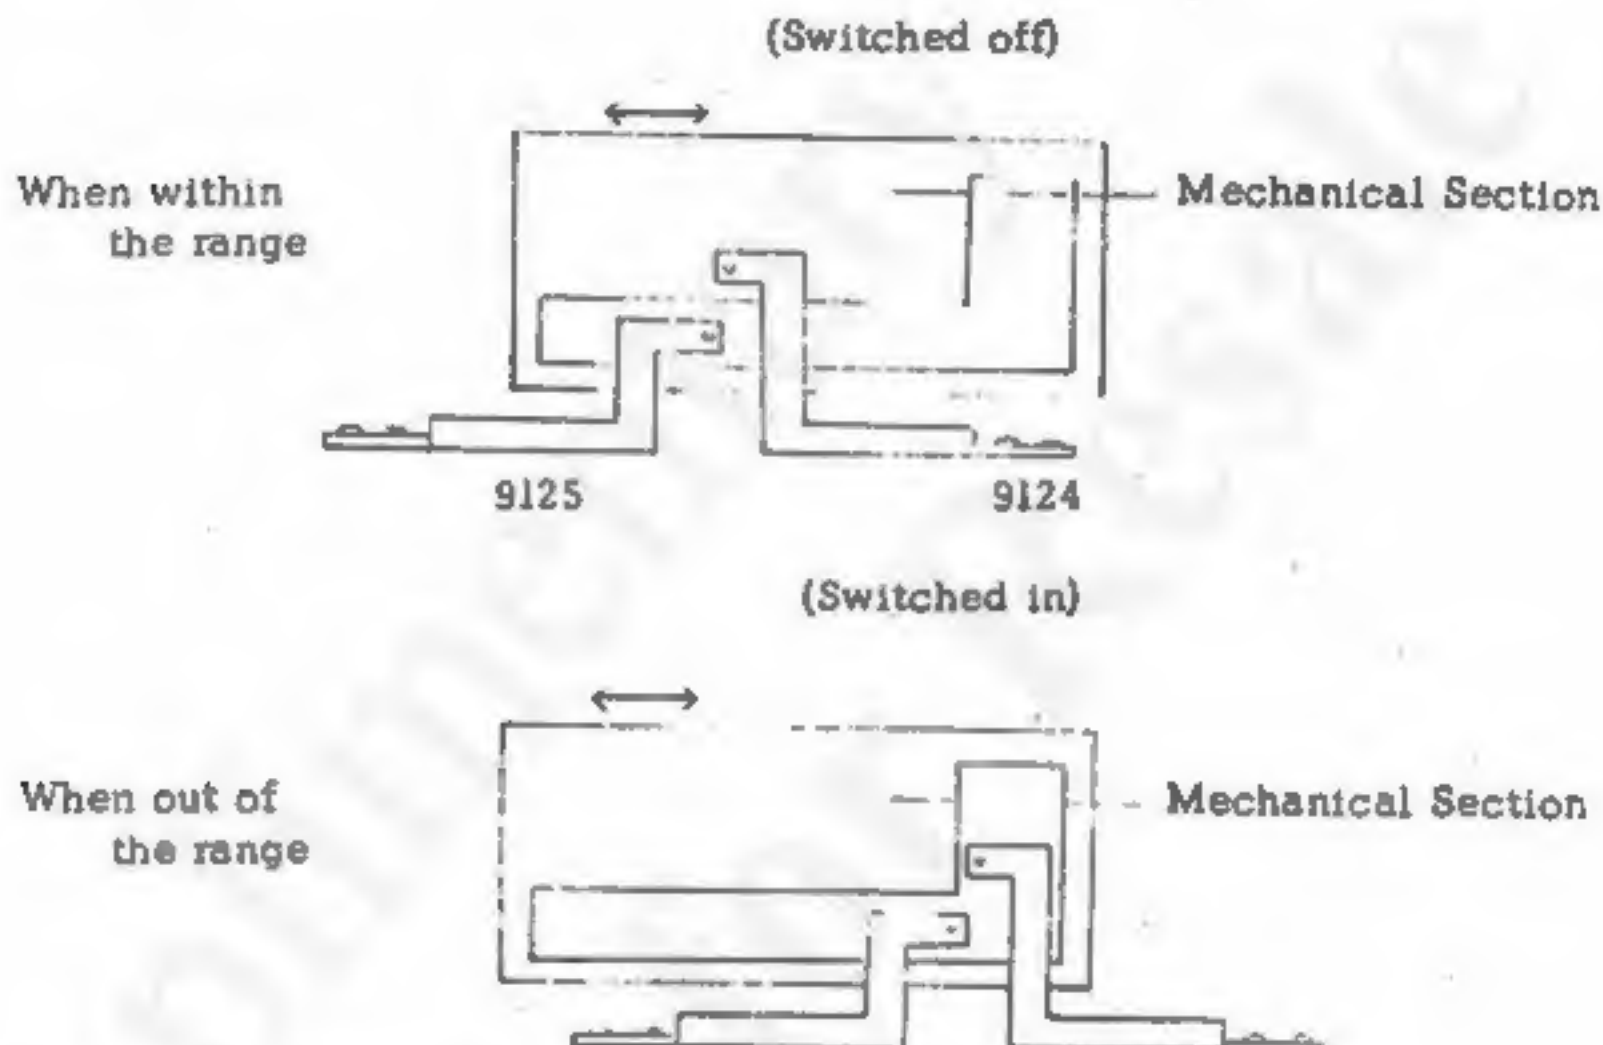 (Switched off)
When within
the range
Mechanical Section
9125
9124
(Switched in)
When out of
the range
Mechanical Section